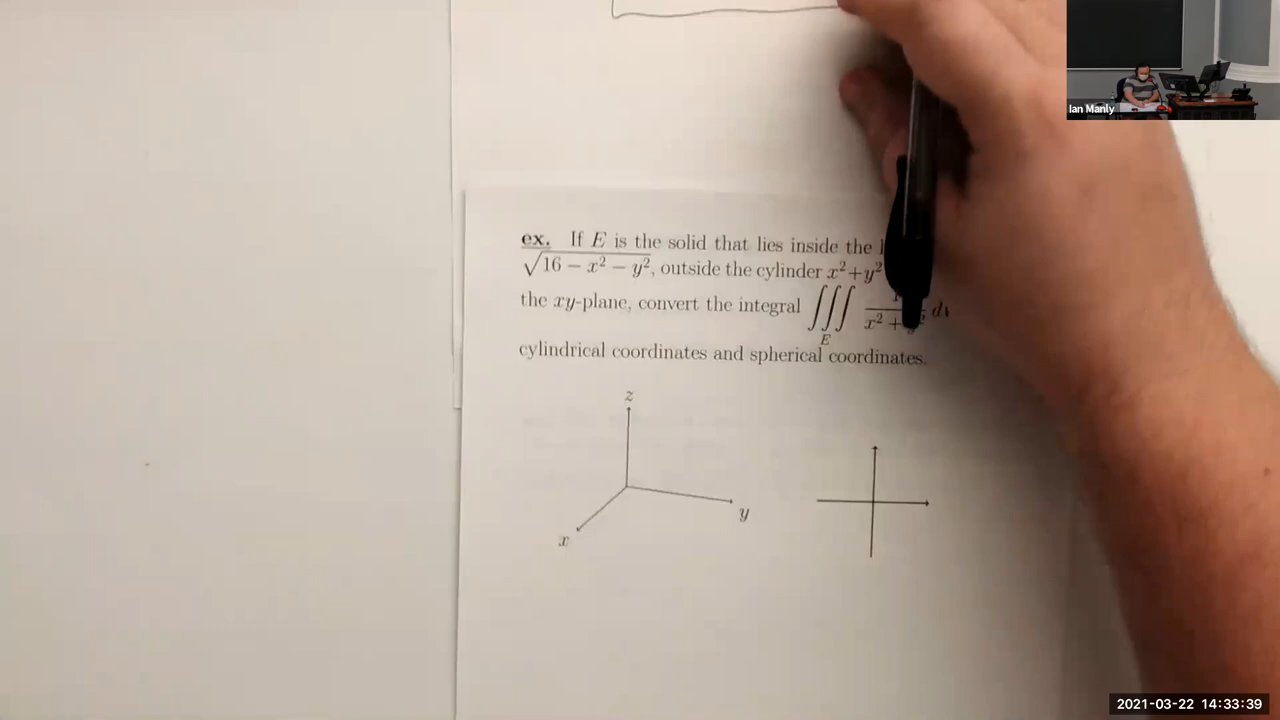 Ian Manly
ex. If E is the solid that lies inside the
√16 − x² − y², outside the cylinder x²+y²
the xy-plane, convert the integral ∭ x² +
E
cylindrical coordinates and spherical coordinates.
z
y
x
2021-03-22 14:33:39